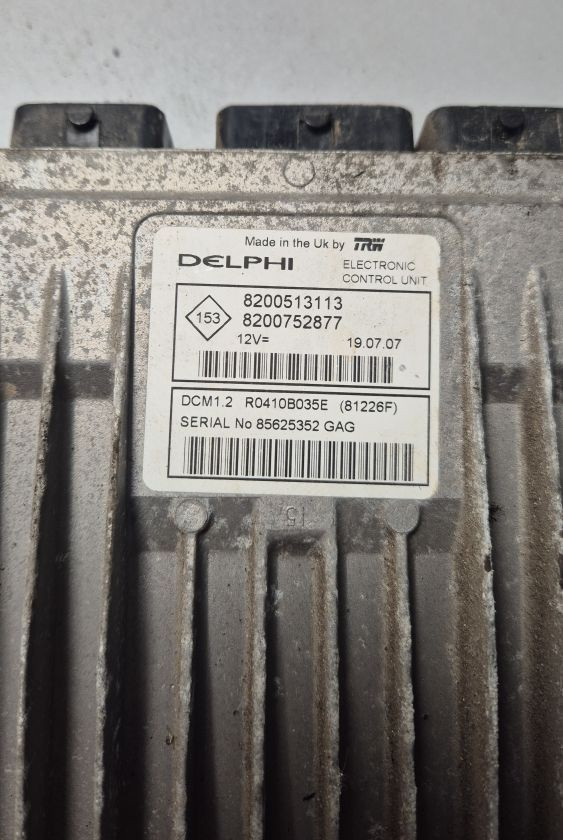 Made in the Uk by TRW
DELPHI
ELECTRONIC
CONTROL UNIT
153
8200513113
8200752877
12V=
19.07.07
DCM1.2 R0410B035E (81226F)
SERIAL No 85625352 GAG
15